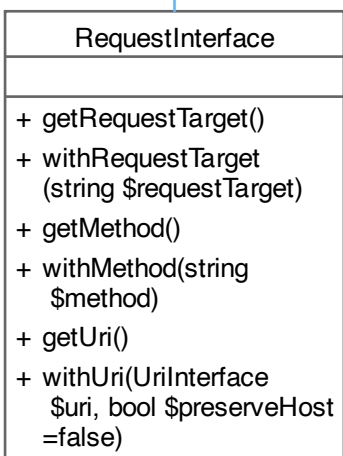 RequestInterface
+ getRequestTarget()
+ withRequestTarget
(string $requestTarget)
+ getMethod()
+ withMethod(string
$method)
+ getUri()
+ withUri(UriInterface
$uri, bool $preserveHost
=false)